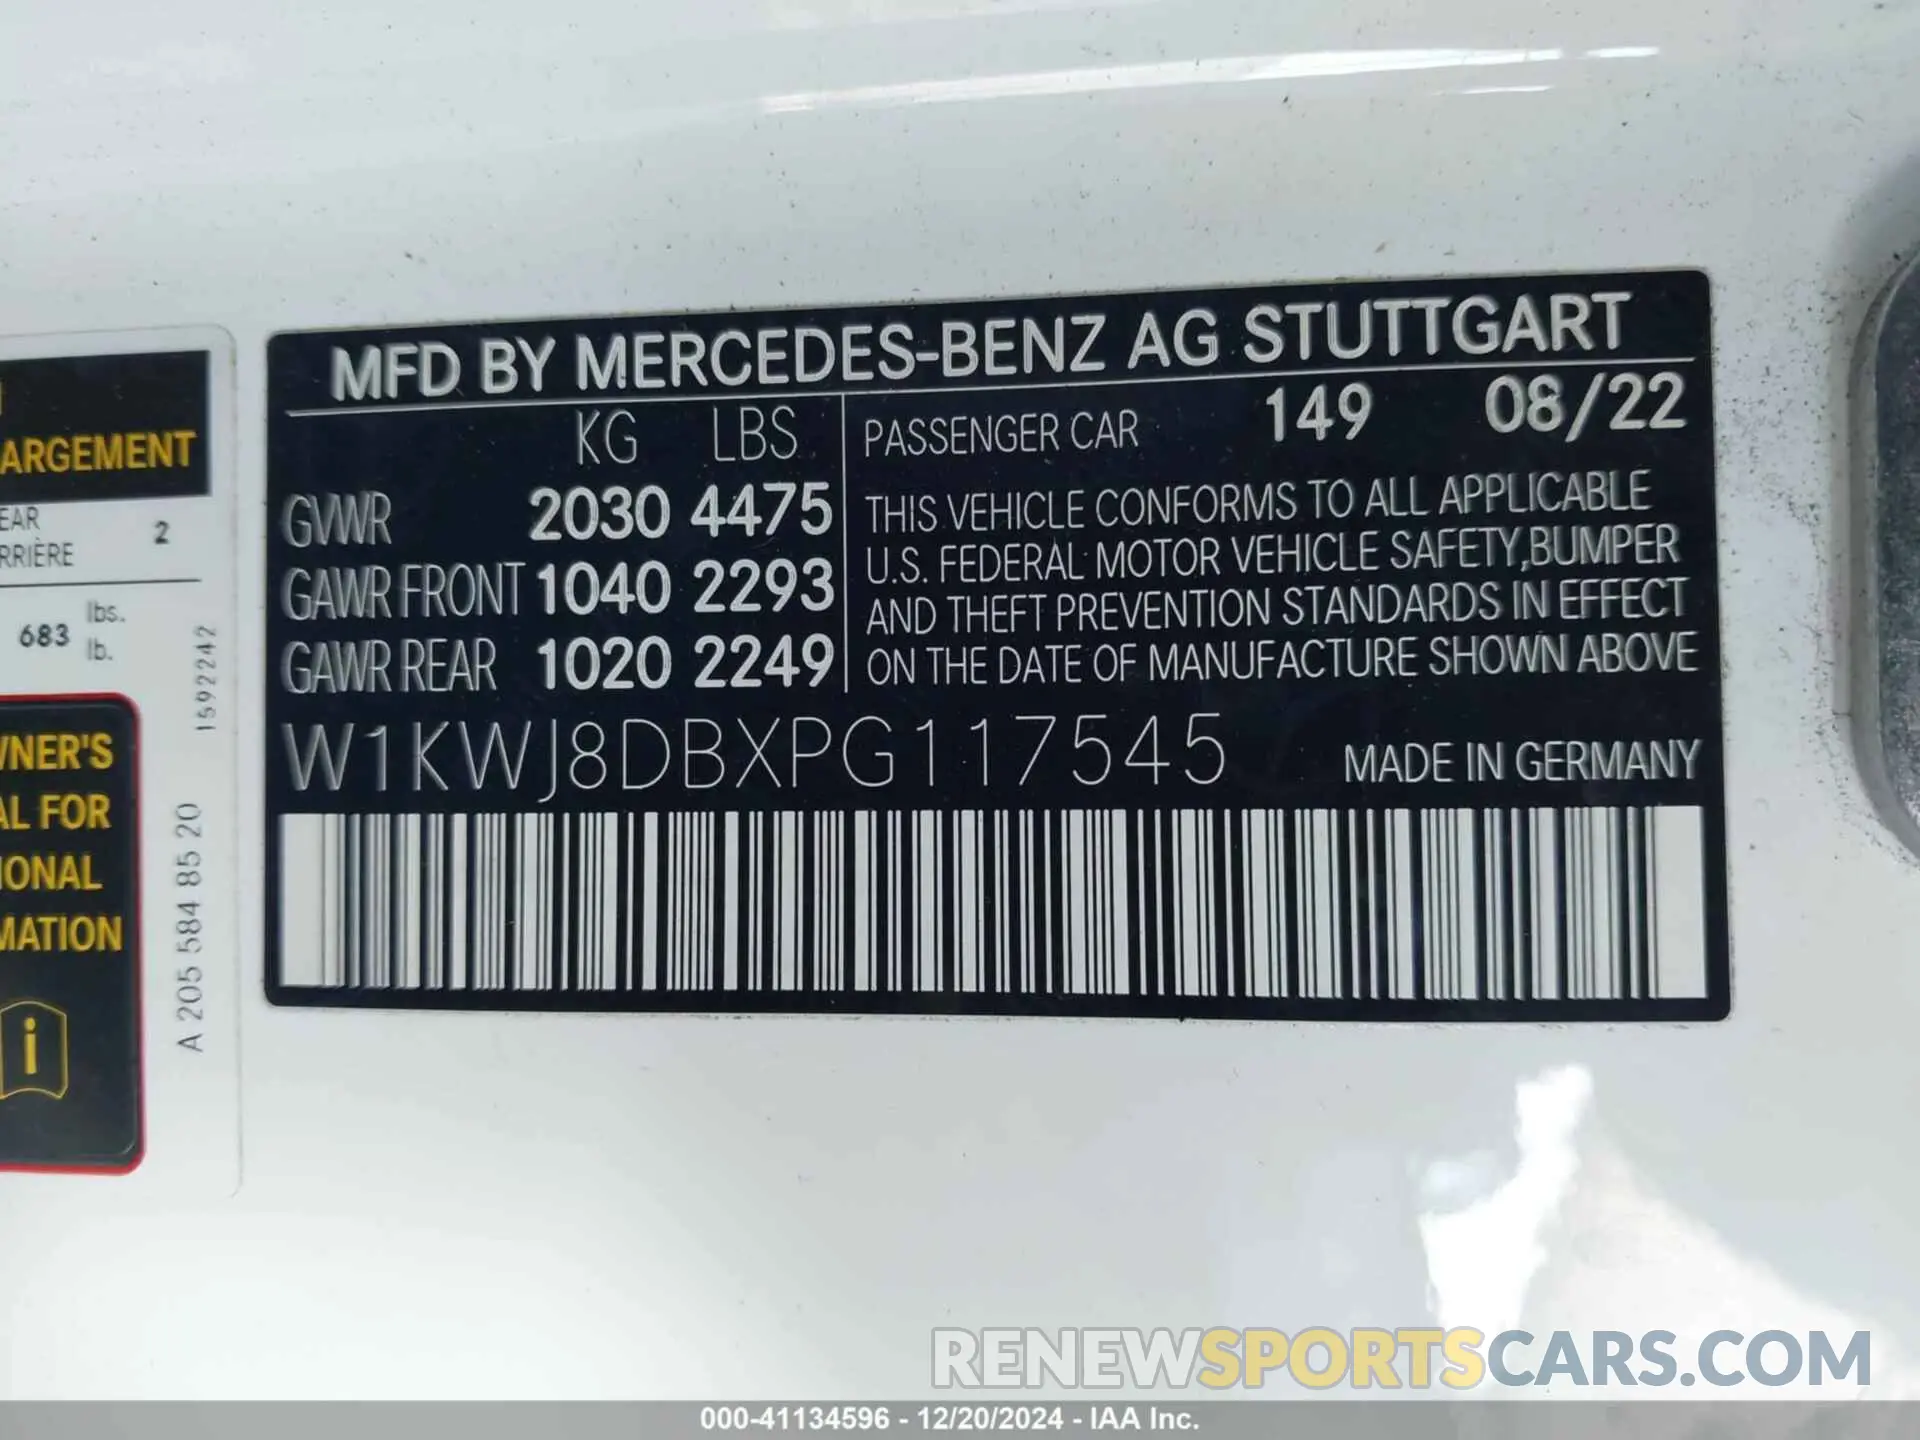 MFD BY MERCEDES-BENZ AG STUTTGART
KG LBS
GVWR 2030 4475
GAWR FRONT 1040 2293
GAWR REAR 1020 2249
PASSENGER CAR 149 08/22
THIS VEHICLE CONFORMS TO ALL APPLICABLE
U.S. FEDERAL MOTOR VEHICLE SAFETY,BUMPER
AND THEFT PREVENTION STANDARDS IN EFFECT
ON THE DATE OF MANUFACTURE SHOWN ABOVE
W1KWJ8DBXPG117545
MADE IN GERMANY
ARGEMENT
EAR
RRIÈRE 2
683 lbs.
lb.
1592242
WNER'S
AL FOR
IONAL
MATION
i
A 205 584 85 20
RENEWSPORTSCARS.COM
000-41134596 - 12/20/2024 - IAA Inc.